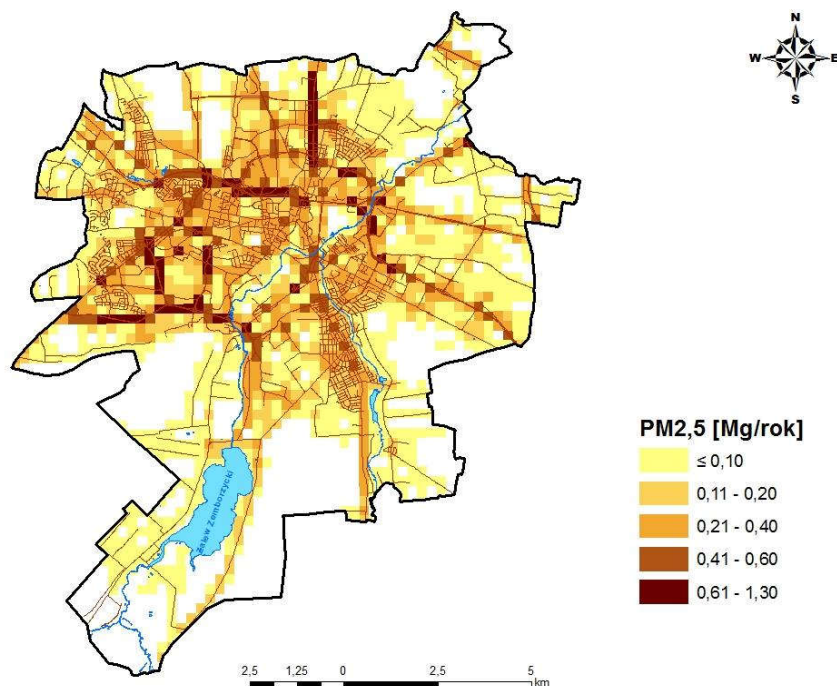 N
W E
S
PM2,5 [Mg/rok]
≤ 0,10
0,11 - 0,20
0,21 - 0,40
0,41 - 0,60
0,61 - 1,30
Zalew Zemborzycki
2,5 1,25 0 2,5 5
km